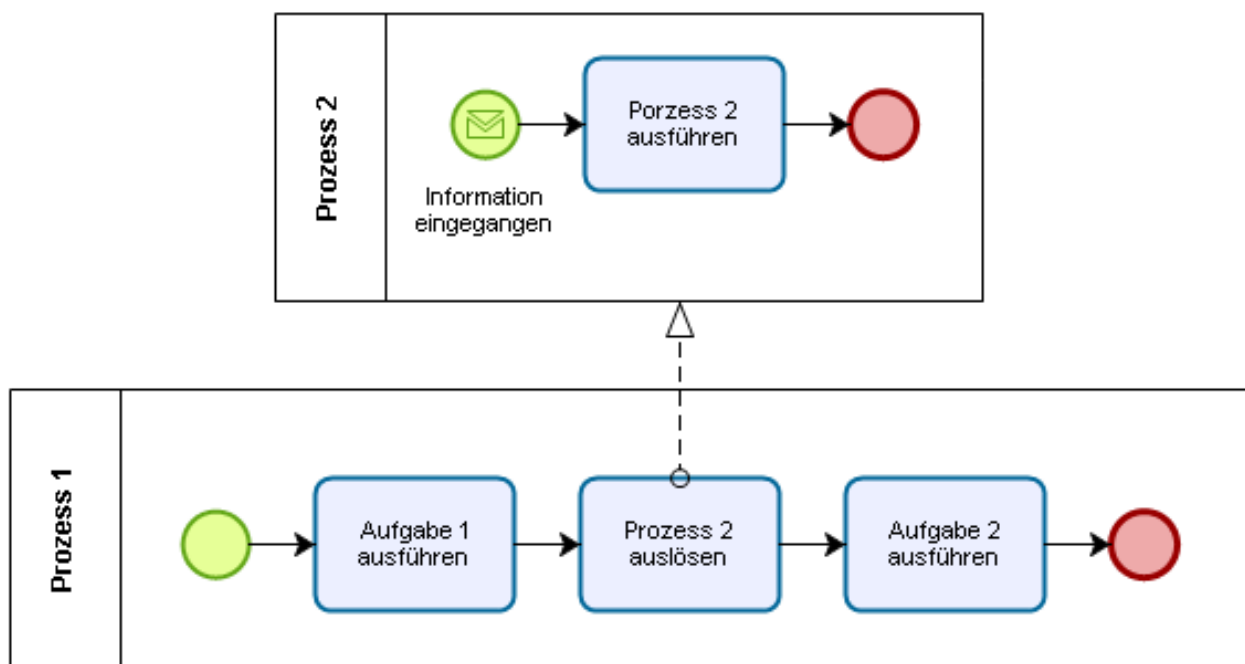 Prozess 2
Porzess 2
ausführen
Information
eingegangen
Prozess 1
Aufgabe 1
ausführen
Prozess 2
auslösen
Aufgabe 2
ausführen